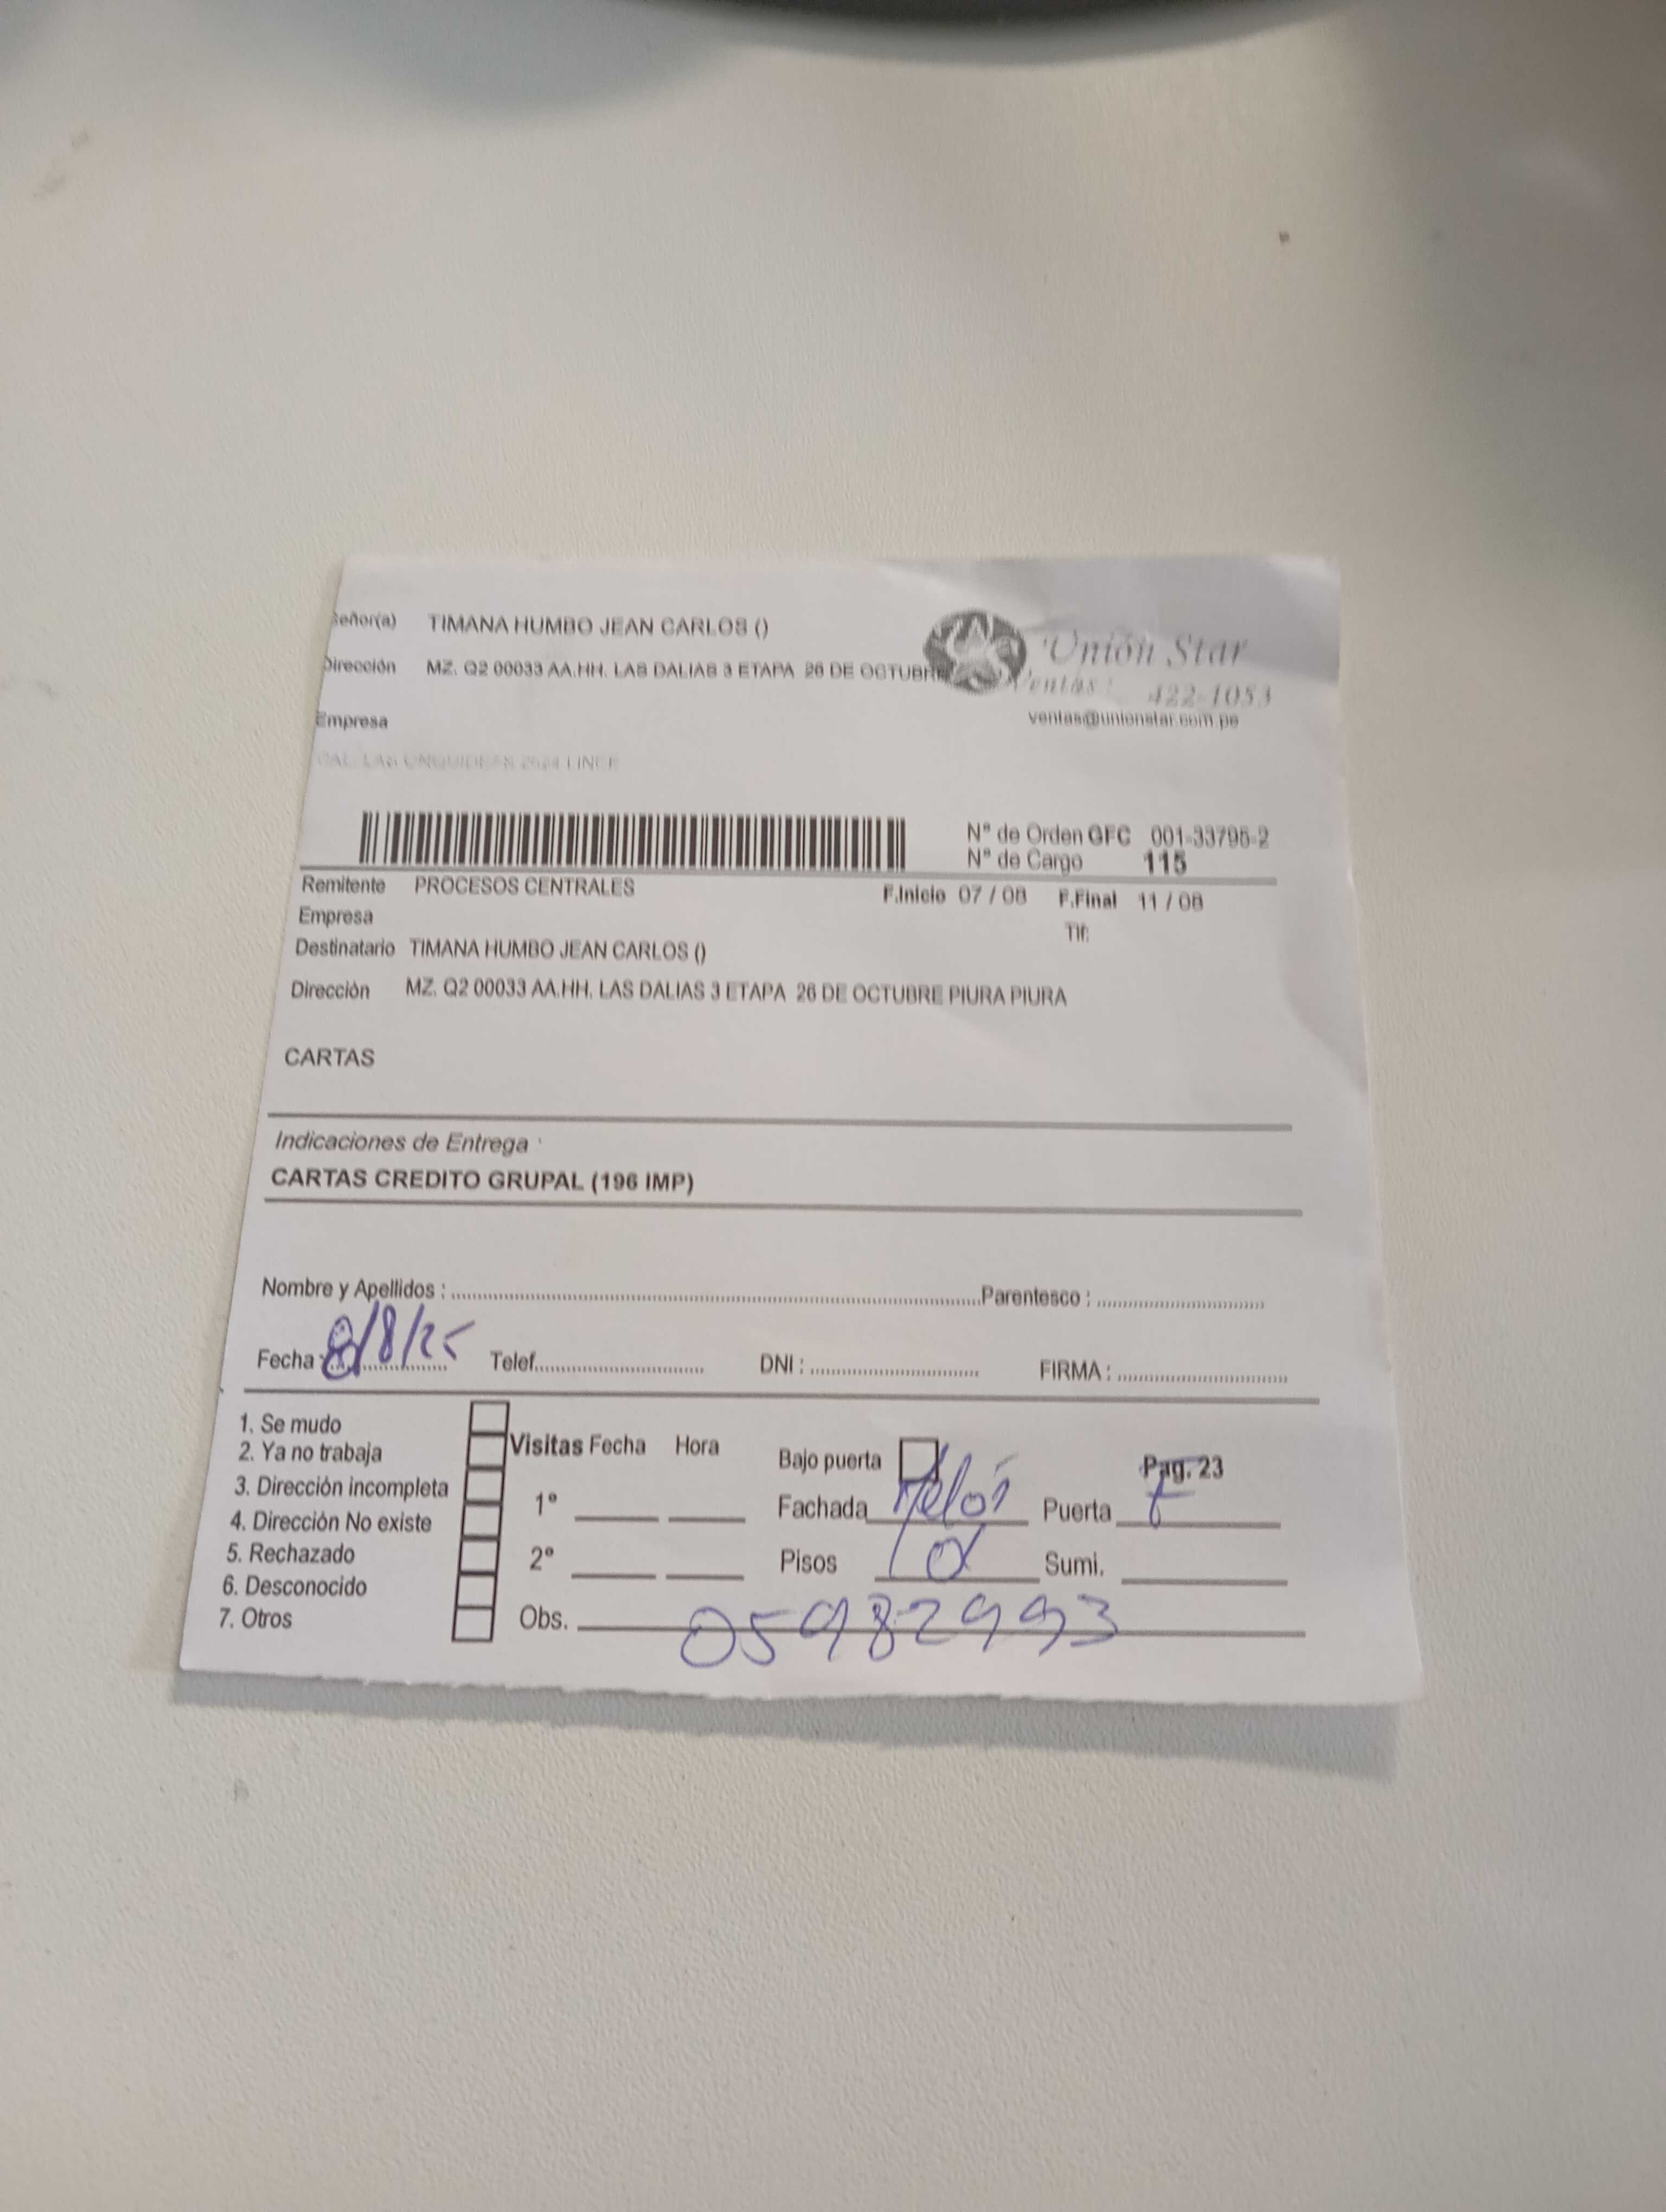 Señor(a) TIMANA HUMBO JEAN CARLOS ()
Dirección MZ. Q2 00033 AA.HH. LAS DALIAS 3 ETAPA 26 DE OCTUBRE
Unión Star
Ventas: 422-1053
ventas@unionstar.com.pe
Empresa
CAL. LAS ORQUIDEAS LINCE
N° de Orden GFC 001-33795-2
N° de Cargo 115
Remitente PROCESOS CENTRALES F.Inicio 07 / 08 F.Final 11 / 08
Empresa Tlf:
Destinatario TIMANA HUMBO JEAN CARLOS ()
Dirección MZ. Q2 00033 AA.HH. LAS DALIAS 3 ETAPA 26 DE OCTUBRE PIURA PIURA
CARTAS
Indicaciones de Entrega :
CARTAS CREDITO GRUPAL (196 IMP)
Nombre y Apellidos : Parentesco :
Fecha : 8/8/25 Telef. DNI : FIRMA :
1. Se mudo
2. Ya no trabaja
3. Dirección incompleta
4. Dirección No existe
5. Rechazado
6. Desconocido
7. Otros
Visitas Fecha Hora
1°
2°
Bajo puerta Pag. 23
Fachada Puerta
Pisos Sumi.
Obs. 059832993